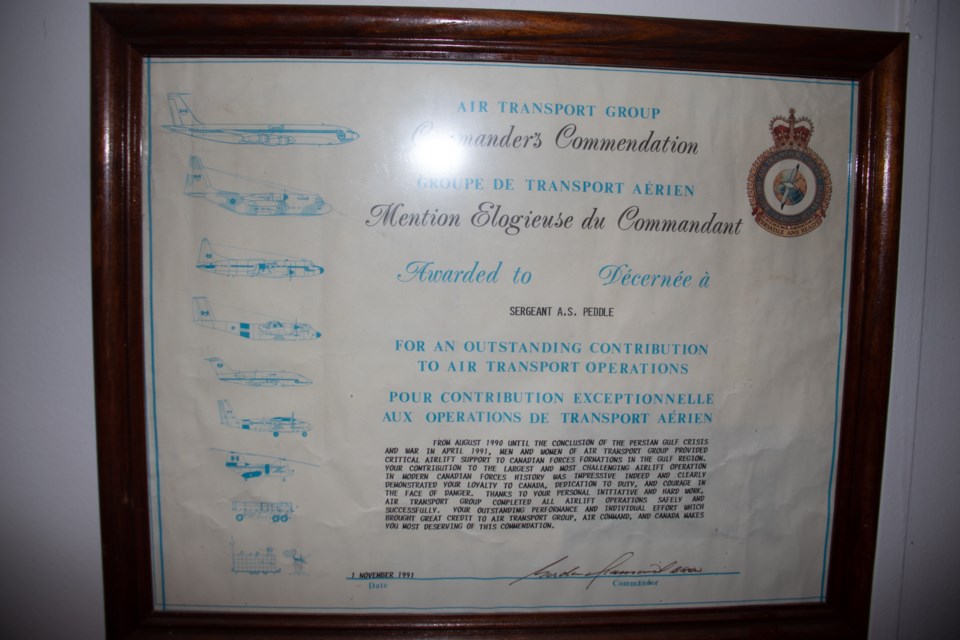 AIR TRANSPORT GROUP
Commander's Commendation
GROUPE DE TRANSPORT AÉRIEN
Mention Elogieuse du Commandant
Awarded to Décernée à
SERGEANT A.S. PEDDLE
FOR AN OUTSTANDING CONTRIBUTION
TO AIR TRANSPORT OPERATIONS
POUR CONTRIBUTION EXCEPTIONNELLE
AUX OPERATIONS DE TRANSPORT AÉRIEN
FROM AUGUST 1990 UNTIL THE CONCLUSION OF THE PERSIAN GULF CRISIS
AND WAR IN APRIL 1991, MEN AND WOMEN OF AIR TRANSPORT GROUP PROVIDED
CRITICAL AIRLIFT SUPPORT TO CANADIAN FORCES FORMATIONS IN THE GULF REGION.
YOUR CONTRIBUTION TO THE LARGEST AND MOST CHALLENGING AIRLIFT OPERATION
IN MODERN CANADIAN FORCES HISTORY WAS IMPRESSIVE INDEED AND CLEARLY
DEMONSTRATED YOUR LOYALTY TO CANADA, DEDICATION TO DUTY, AND COURAGE IN
THE FACE OF DANGER. THANKS TO YOUR PERSONAL INITIATIVE AND HARD WORK,
AIR TRANSPORT GROUP COMPLETED ALL AIRLIFT OPERATIONS SAFELY AND
SUCCESSFULLY. YOUR OUTSTANDING PERFORMANCE AND INDIVIDUAL EFFORT WHICH
BROUGHT GREAT CREDIT TO AIR TRANSPORT GROUP, AIR COMMAND, AND CANADA MAKES
YOU MOST DESERVING OF THIS COMMENDATION.
1 NOVEMBER 1991
Date Commander